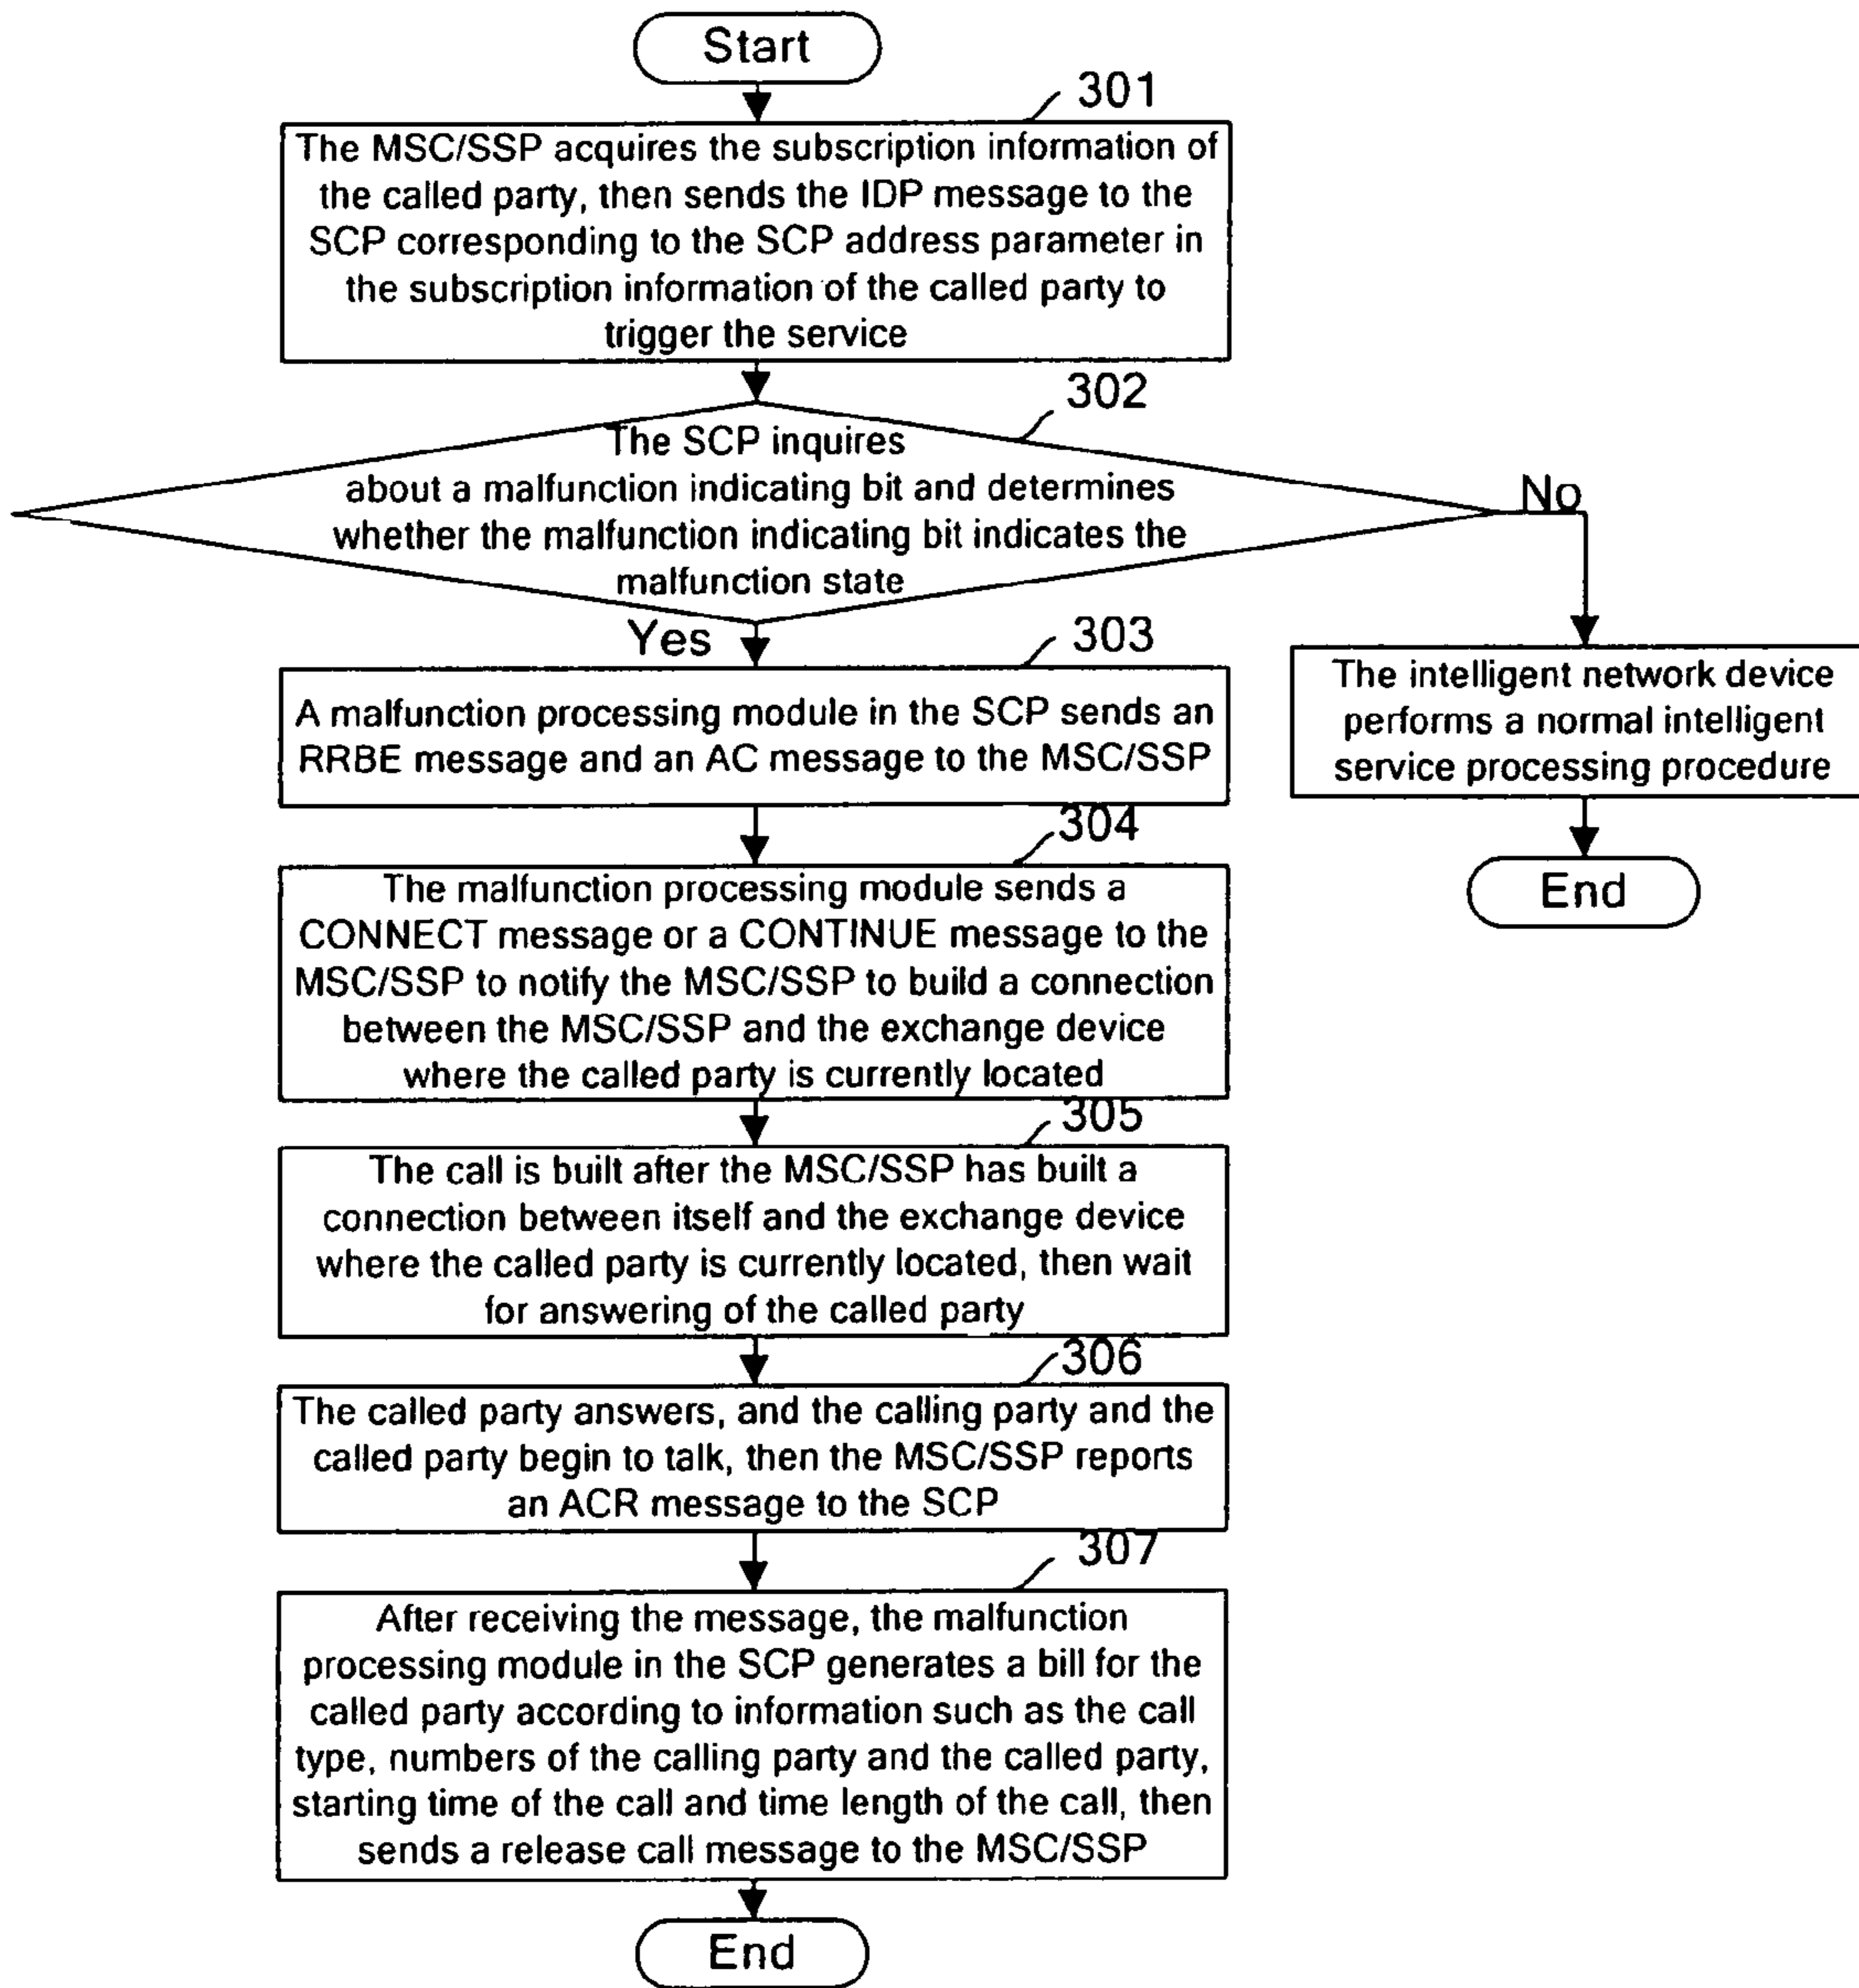 Start
301
The MSC/SSP acquires the subscription information of
the called party, then sends the IDP message to the
SCP corresponding to the SCP address parameter in
the subscription information of the called party to
trigger the service
302
The SCP inquires
about a malfunction indicating bit and determines
whether the malfunction indicating bit indicates the
malfunction state
No
Yes
303
A malfunction processing module in the SCP sends an
RRBE message and an AC message to the MSC/SSP
The intelligent network device
performs a normal intelligent
service processing procedure
End
304
The malfunction processing module sends a
CONNECT message or a CONTINUE message to the
MSC/SSP to notify the MSC/SSP to build a connection
between the MSC/SSP and the exchange device
where the called party is currently located
305
The call is built after the MSC/SSP has built a
connection between itself and the exchange device
where the called party is currently located, then wait
for answering of the called party
306
The called party answers, and the calling party and the
called party begin to talk, then the MSC/SSP reports
an ACR message to the SCP
307
After receiving the message, the malfunction
processing module in the SCP generates a bill for the
called party according to information such as the call
type, numbers of the calling party and the called party,
starting time of the call and time length of the call, then
sends a release call message to the MSC/SSP
End